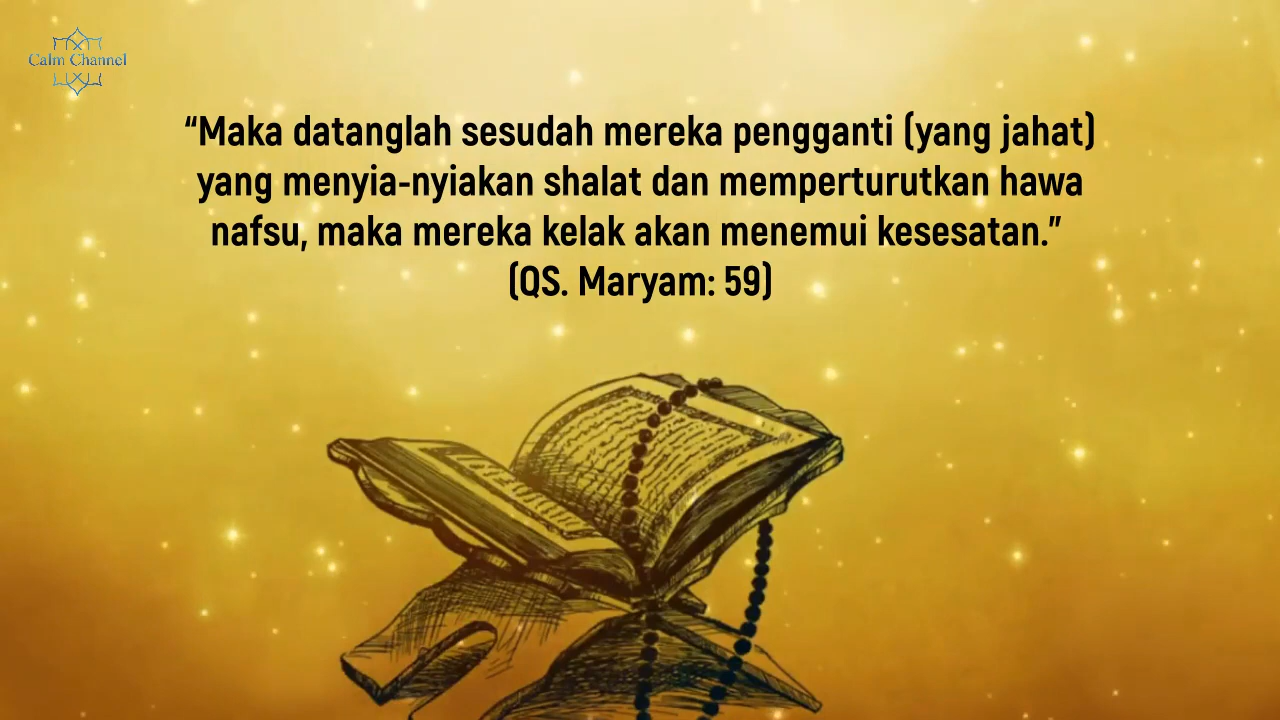 Calm Channel
“Maka datanglah sesudah mereka pengganti (yang jahat)
yang menyia-nyiakan shalat dan memperturutkan hawa
nafsu, maka mereka kelak akan menemui kesesatan.”
(QS. Maryam: 59)